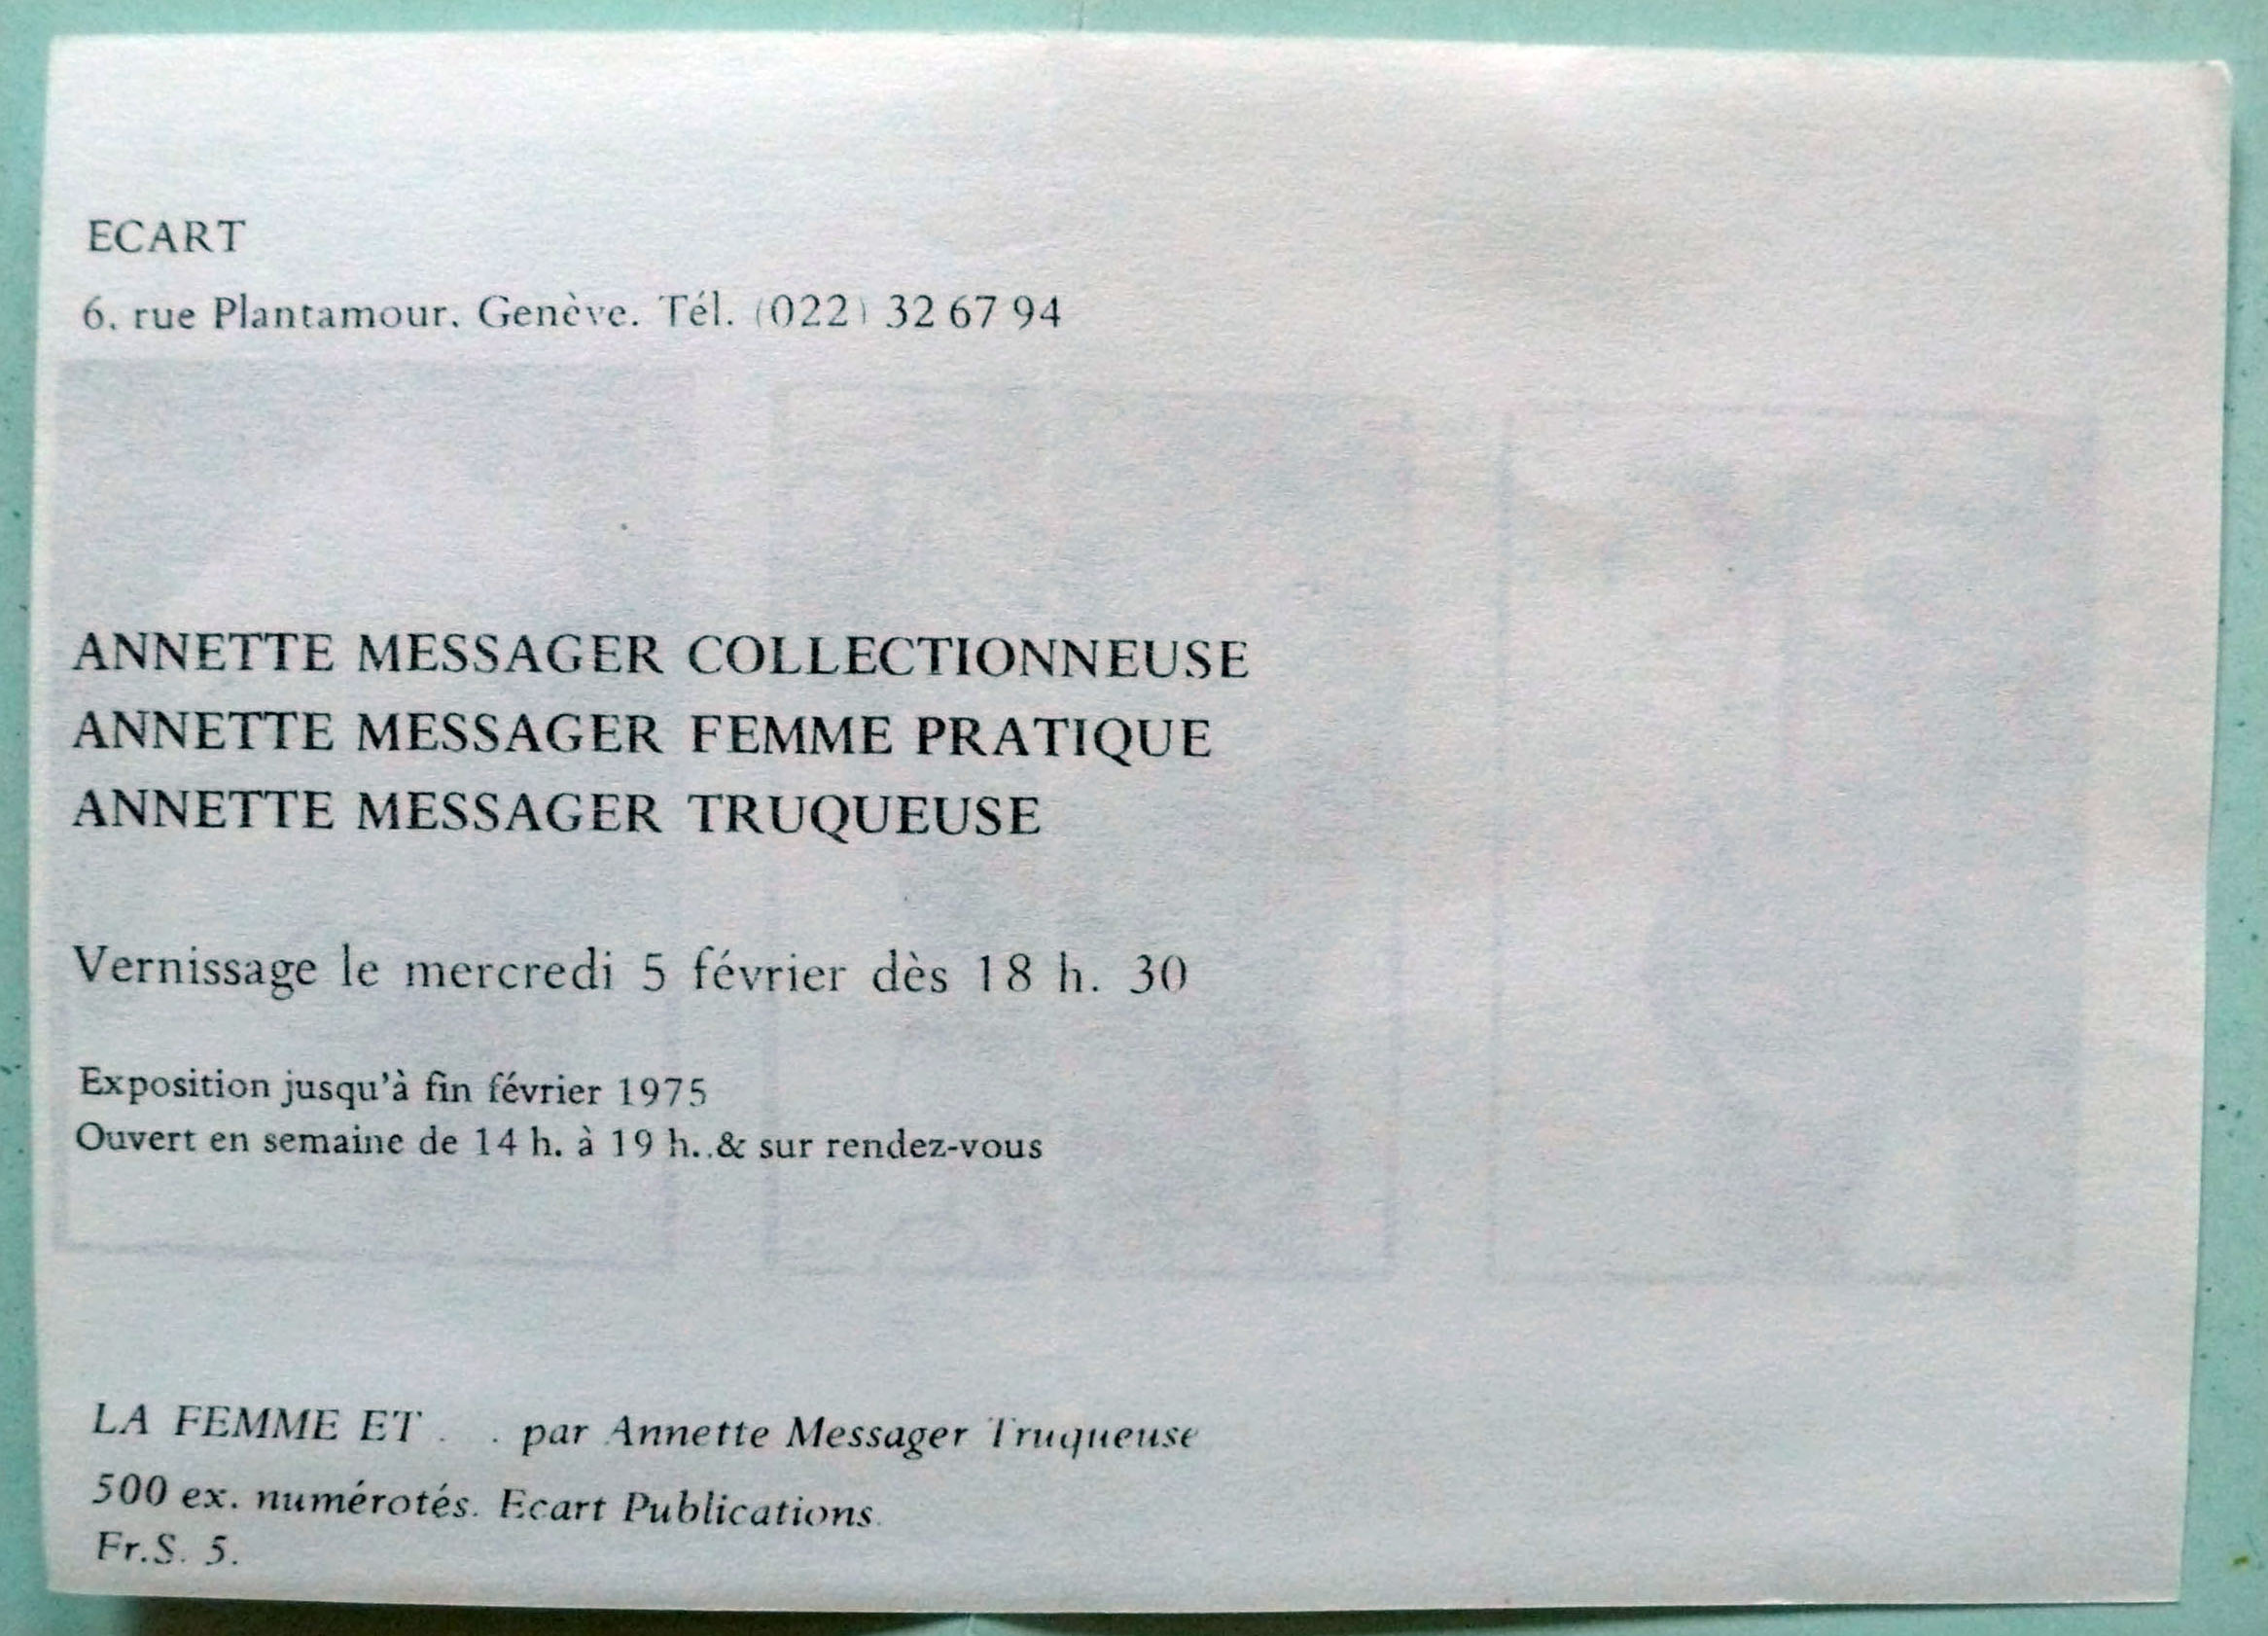 ECART
6, rue Plantamour. Genève. Tél. (022) 32 67 94
ANNETTE MESSAGER COLLECTIONNEUSE
ANNETTE MESSAGER FEMME PRATIQUE
ANNETTE MESSAGER TRUQUEUSE
Vernissage le mercredi 5 février dès 18 h. 30
Exposition jusqu'à fin février 1975
Ouvert en semaine de 14 h. à 19 h..& sur rendez-vous
LA FEMME ET . . . par Annette Messager Truqueuse
500 ex. numérotés. Ecart Publications.
Fr.S. 5.